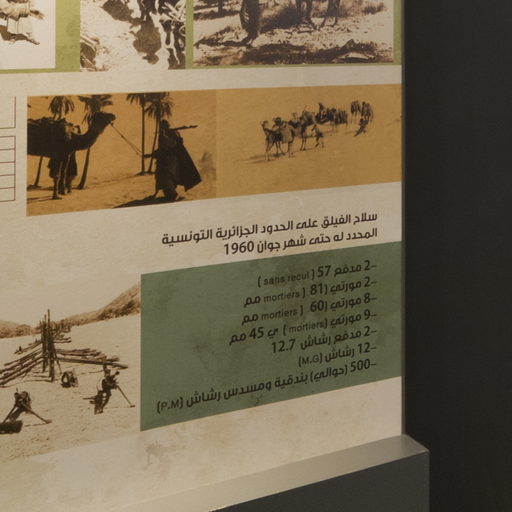 سلاح الفيلق على الحدود الجزائرية التونسية
المحدد له حتى شهر جوان 1960
–2 مدفع 57 ( sans recul )
–2 مورتي (81 ( mortiers مم
–8 مورتي (60 ( mortiers مم
–9 مورتي (mortiers ) ي 45 مم
–2 مدفع رشاش 12.7
–12 رشاش (M.G)
–500 (حوالي) بندقية ومسدس رشاش (P.M)